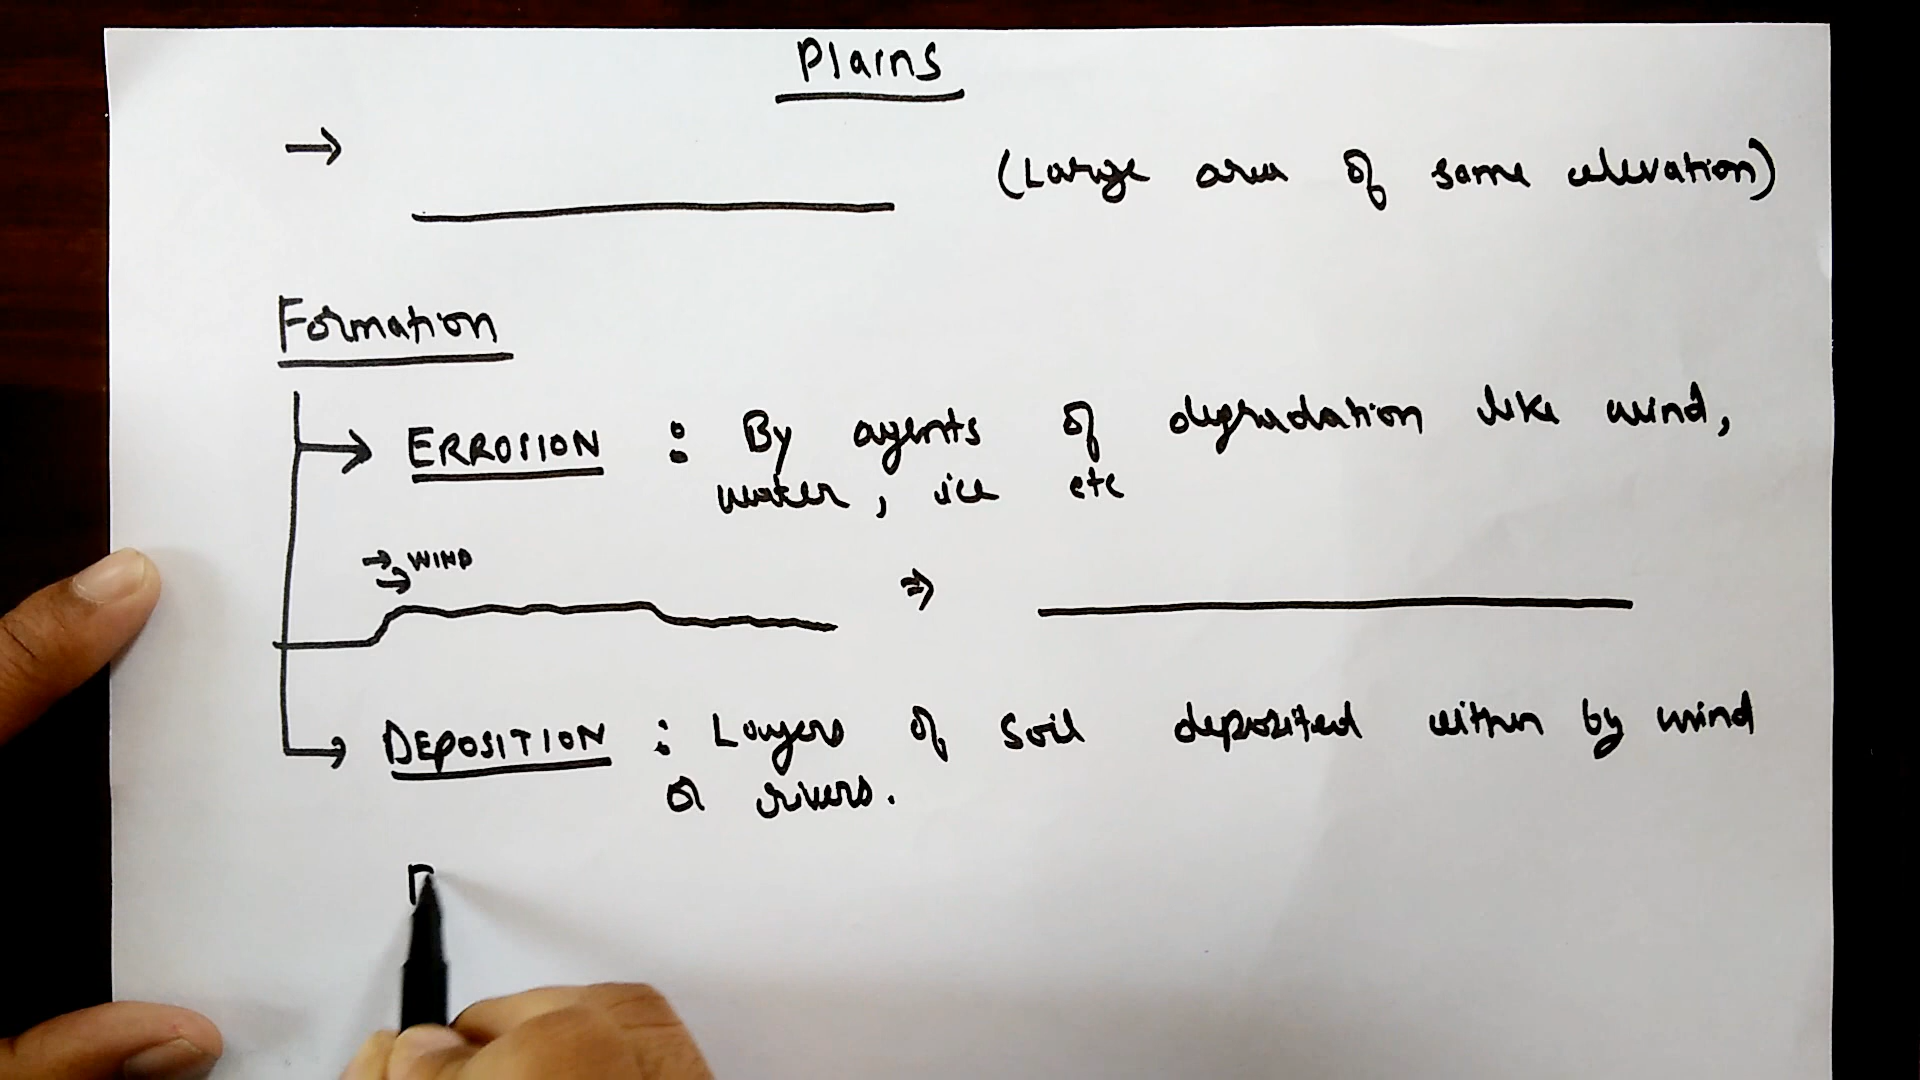 Plains
→ (Large area of same elevation)
Formation
→ ERROSION : By agents of degradation like wind,
water, ice etc
→ WIND
⇒
→ DEPOSITION : Layers of soil deposited either by wind
or rivers.